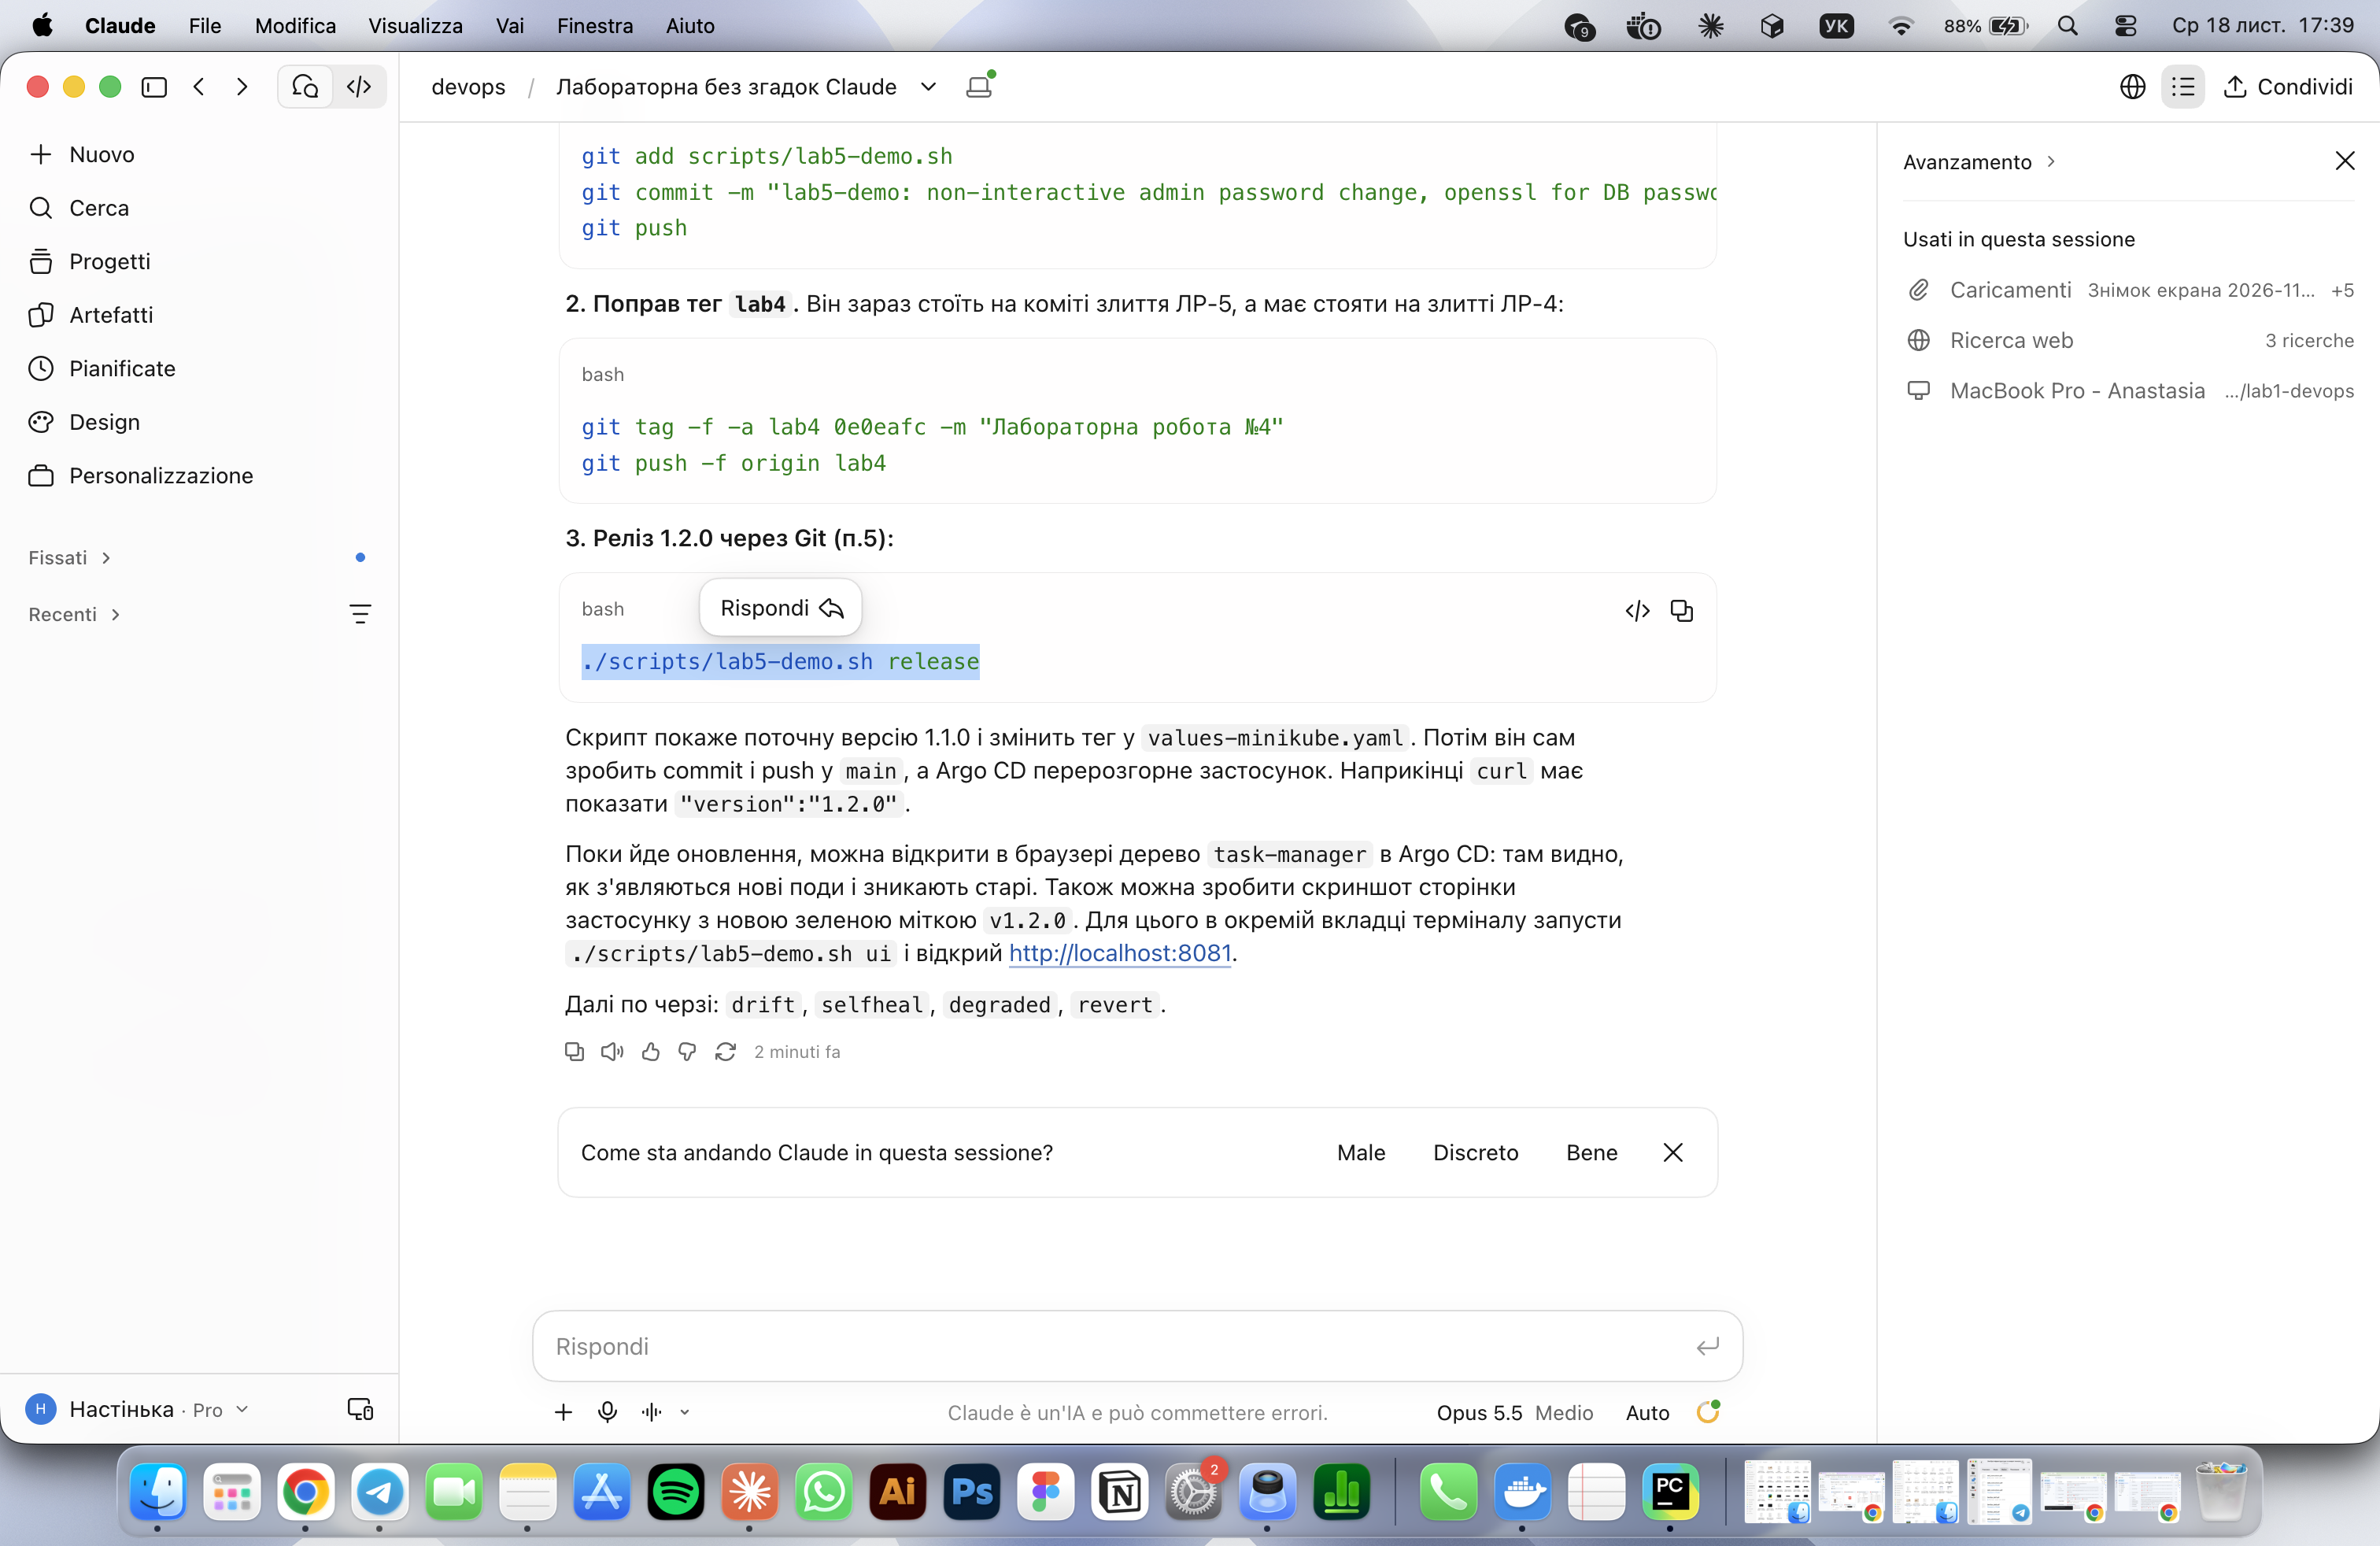 Claude File Modifica Visualizza Vai Finestra Aiuto 9 УК 88% Ср 18 лист. 17:39
devops / Лабораторна без згадок Claude Condividi
Nuovo
Cerca
Progetti
Artefatti
Pianificate
Design
Personalizzazione
Fissati
Recenti
git add scripts/lab5-demo.sh
git commit -m "lab5-demo: non-interactive admin password change, openssl for DB passwo
git push
2. Поправ тег lab4. Він зараз стоїть на коміті злиття ЛР-5, а має стояти на злитті ЛР-4:
bash
git tag -f -a lab4 0e0eafc -m "Лабораторна робота №4"
git push -f origin lab4
3. Реліз 1.2.0 через Git (п.5):
bash
Rispondi
./scripts/lab5-demo.sh release
Скрипт покаже поточну версію 1.1.0 і змінить тег у values-minikube.yaml. Потім він сам
зробить commit і push у main, а Argo CD перерозгорне застосунок. Наприкінці curl має
показати "version":"1.2.0".
Поки йде оновлення, можна відкрити в браузері дерево task-manager в Argo CD: там видно,
як з'являються нові поди і зникають старі. Також можна зробити скриншот сторінки
застосунку з новою зеленою міткою v1.2.0. Для цього в окремій вкладці терміналу запусти
./scripts/lab5-demo.sh ui і відкрий http://localhost:8081.
Далі по черзі: drift, selfheal, degraded, revert.
2 minuti fa
Come sta andando Claude in questa sessione? Male Discreto Bene
Rispondi
Claude è un'IA e può commettere errori. Opus 5.5 Medio Auto
Avanzamento
Usati in questa sessione
Caricamenti Знімок екрана 2026-11... +5
Ricerca web 3 ricerche
MacBook Pro - Anastasia .../lab1-devops
Н Настінька · Pro
Ai Ps 2 PC